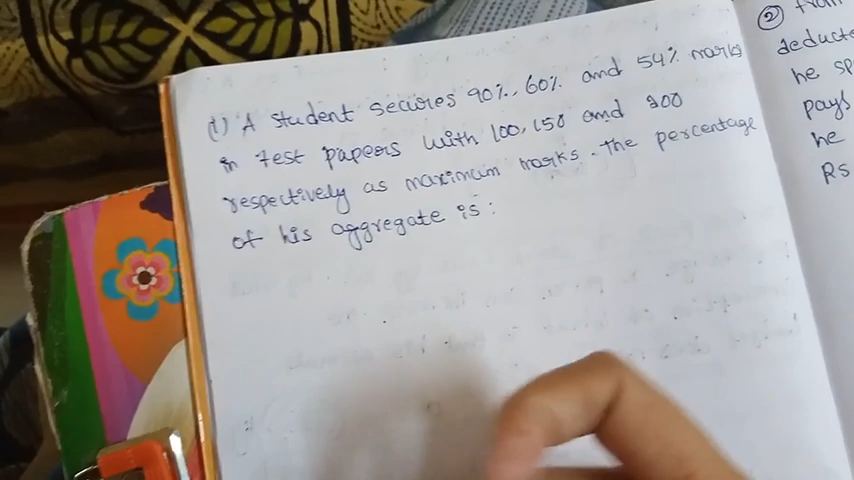 (1) A student secures 90%, 60% and 54% marks
in test papers with 100, 150 and 200
respectively as maximum marks. The percentage
of his aggregate is:
② from
deducte
he sp
pays
he
Rs